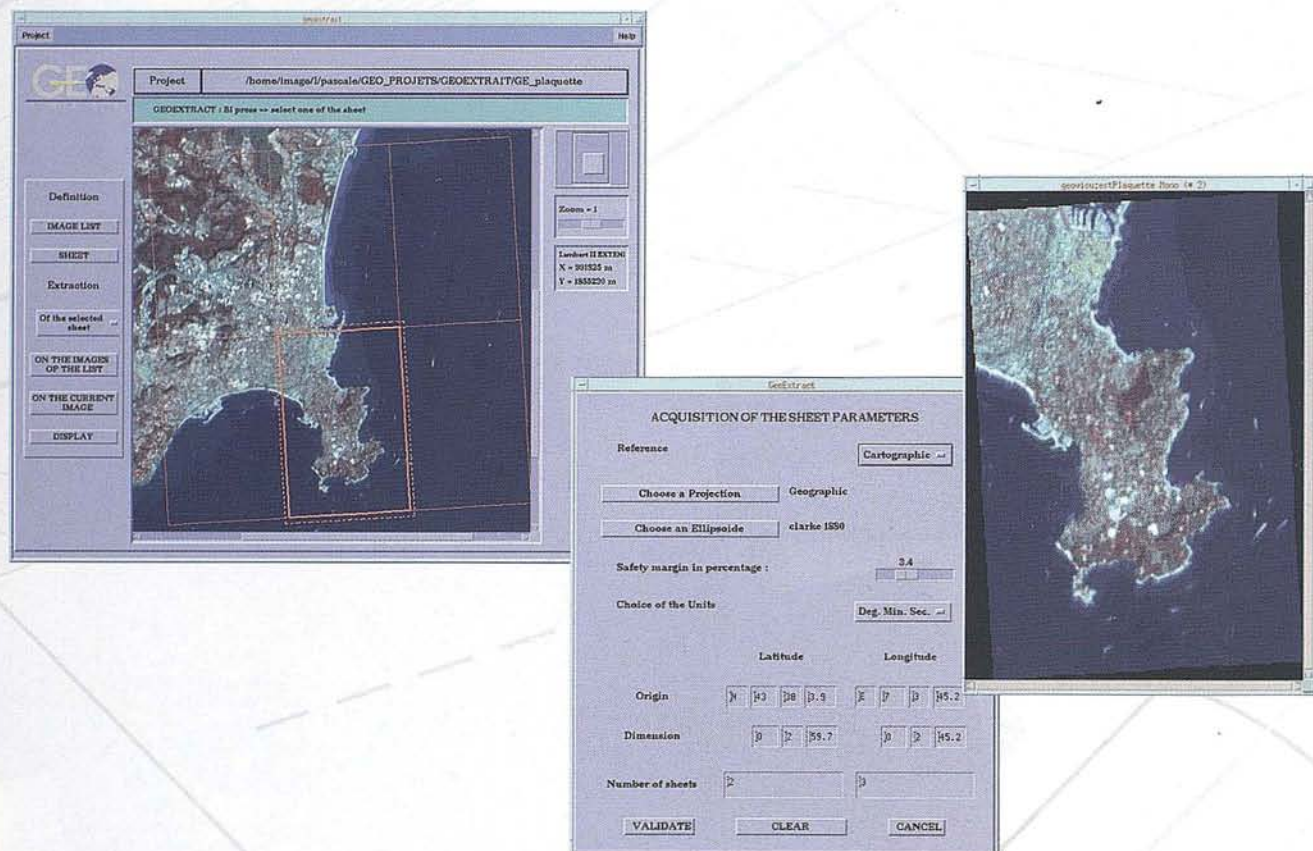 geoextract
Project Help
GEO
Project /home/image/1/pascale/GEO_PROJETS/GEOEXTRAIT/GE_plaquette
GEOEXTRACT : B1 press => select one of the sheet
Definition
IMAGE LIST
SHEET
Extraction
Of the selected
sheet
ON THE IMAGES
OF THE LIST
ON THE CURRENT
IMAGE
DISPLAY
Zoom = 1
Lambert II EXTEN
X = 991825 m
Y = 1855220 m
GeoExtract
ACQUISITION OF THE SHEET PARAMETERS
Reference Cartographic
Choose a Projection Geographic
Choose an Ellipsoide clarke 1880
Safety margin in percentage : 3.4
Choice of the Units Deg. Min. Sec.
Latitude Longitude
Origin N 43 38 3.9 E 7 3 45.2
Dimension 0 2 59.7 0 2 45.2
Number of sheets 2 3
VALIDATE CLEAR CANCEL